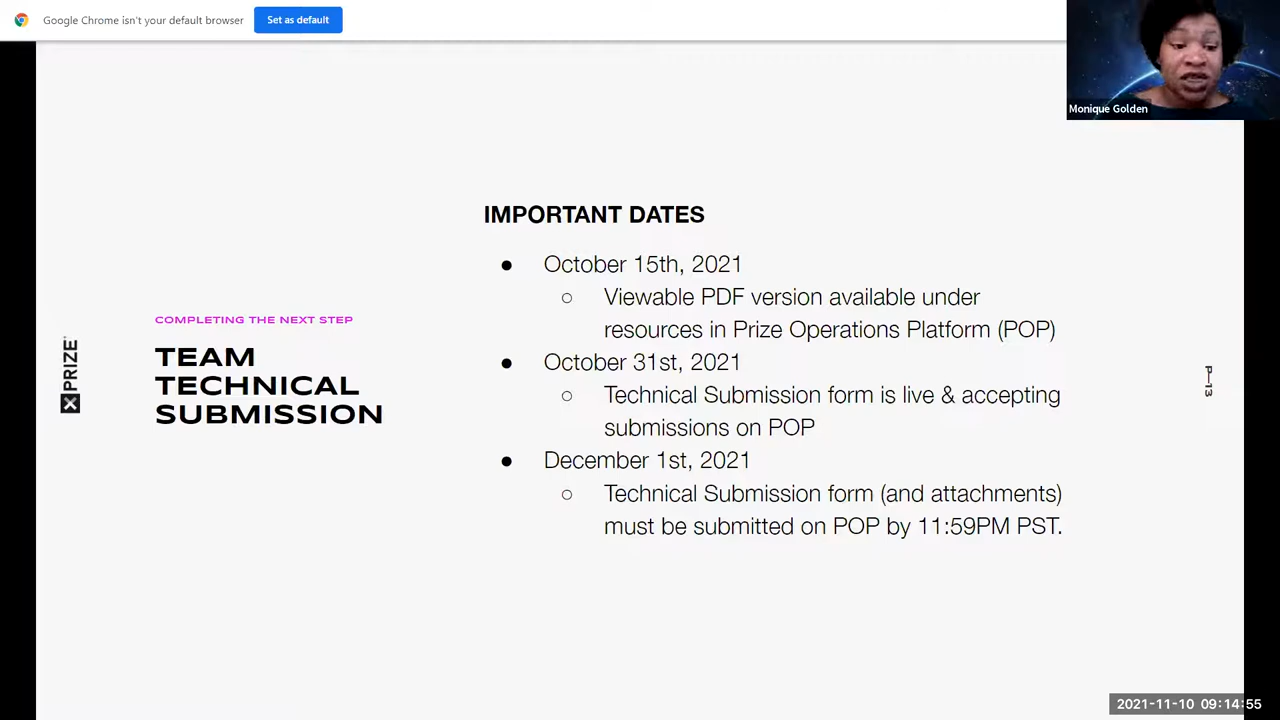 Google Chrome isn't your default browser
Set as default
Monique Golden
IMPORTANT DATES
● October 15th, 2021
○ Viewable PDF version available under
resources in Prize Operations Platform (POP)
● October 31st, 2021
○ Technical Submission form is live & accepting
submissions on POP
● December 1st, 2021
○ Technical Submission form (and attachments)
must be submitted on POP by 11:59PM PST.
COMPLETING THE NEXT STEP
TEAM
TECHNICAL
SUBMISSION
XPRIZE
P—13
2021-11-10 09:14:55